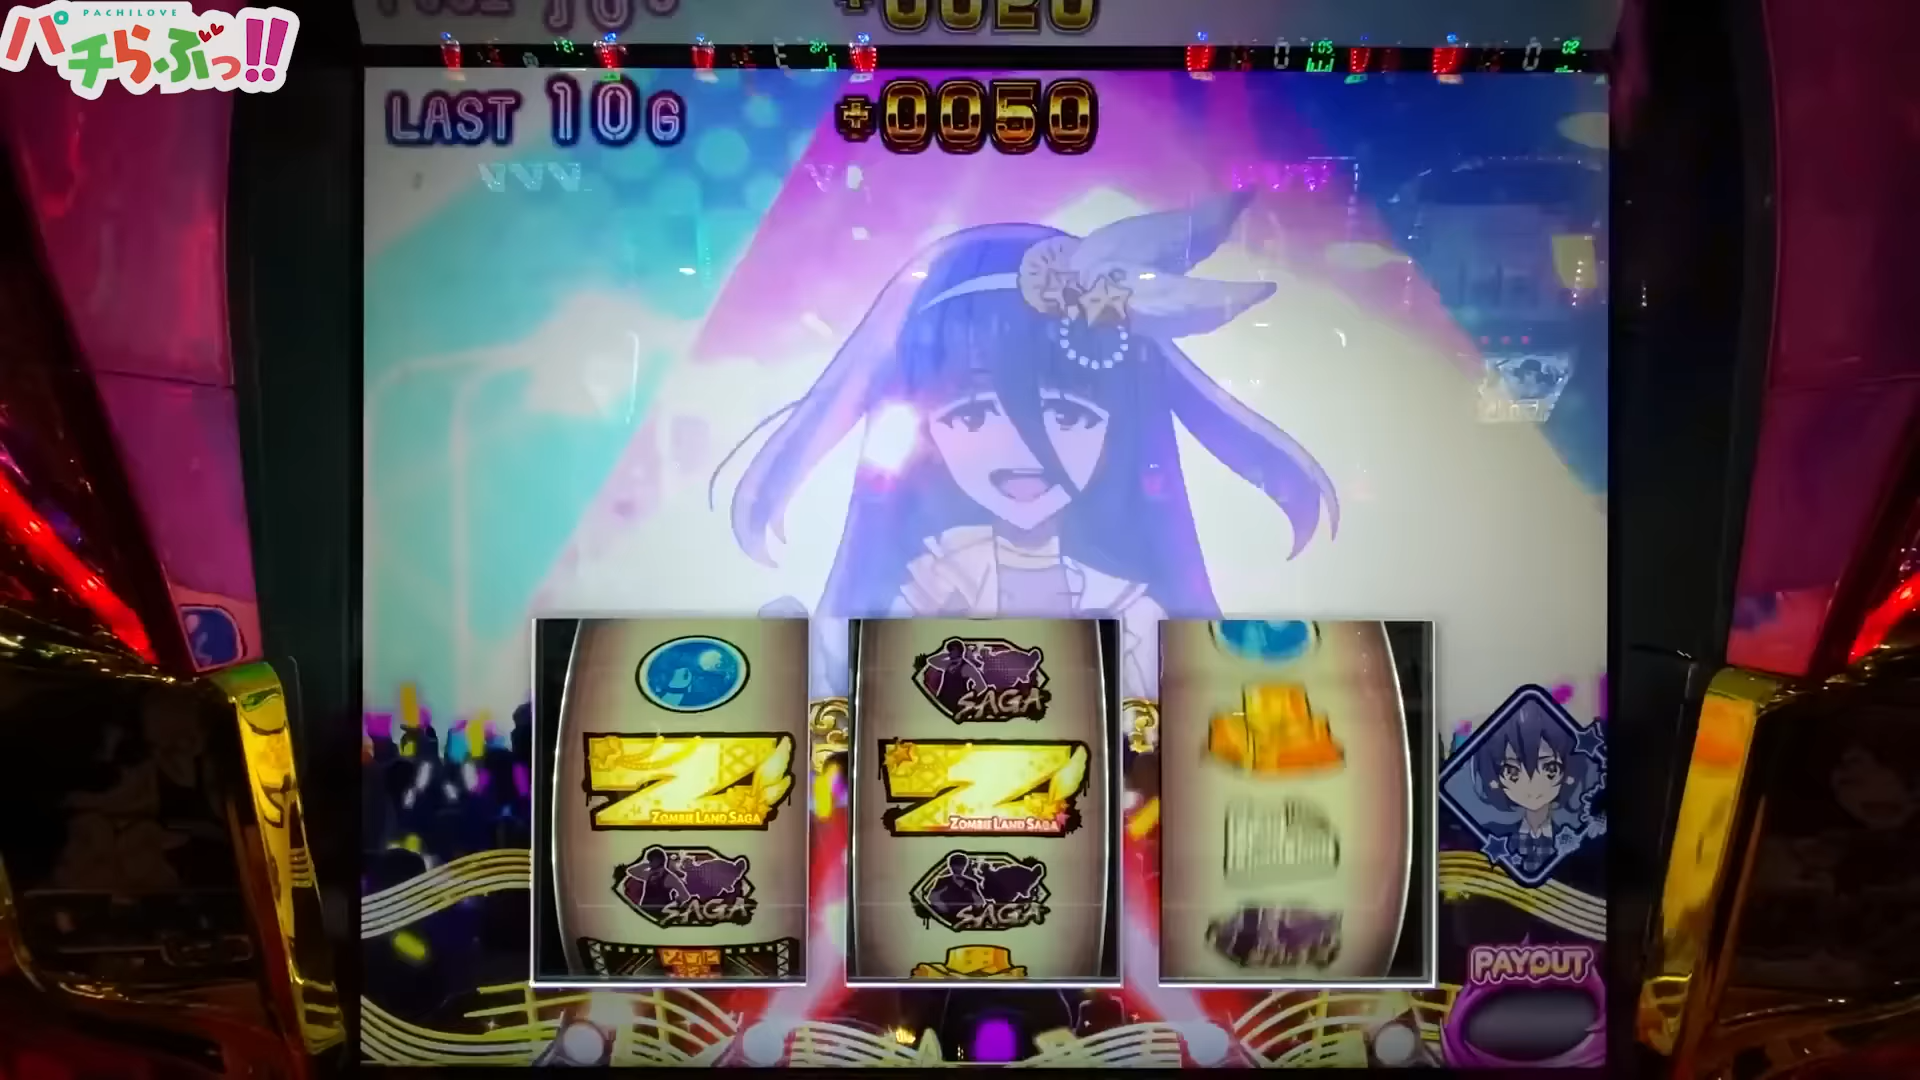 PACHILOVE
パチらぶっ!!
+0020
LAST 10G +0050
SAGA
Z Z
ZOMBIE LAND SAGA ZOMBIE LAND SAGA
SAGA SAGA
PAYOUT